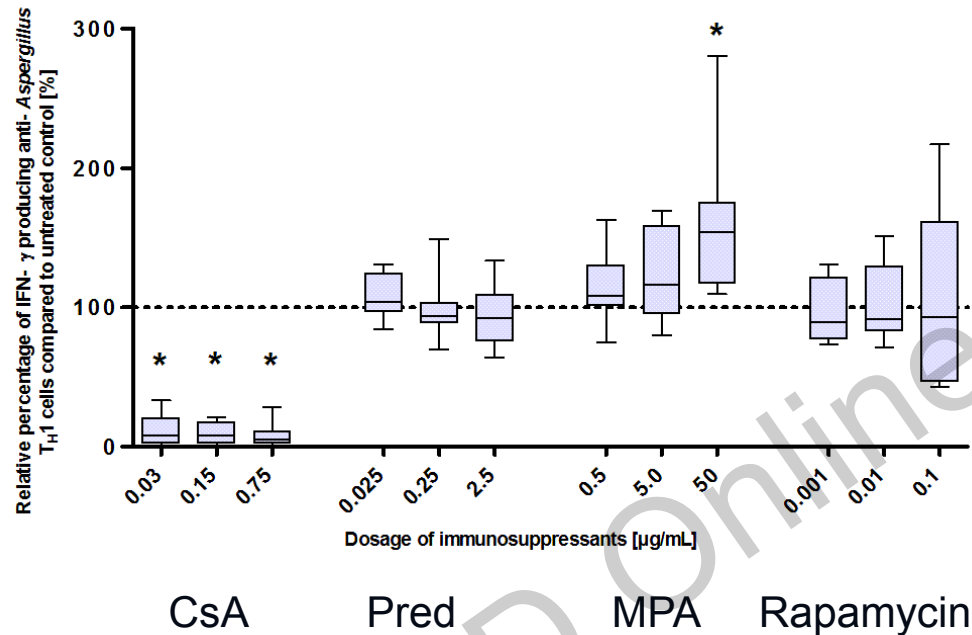 Relative percentage of IFN- γ producing anti- Aspergillus
TH1 cells compared to untreated control [%]
300
200
100
0
*
*
*
*
0.03
0.15
0.75
0.025
0.25
2.5
0.5
5.0
50
0.001
0.01
0.1
Dosage of immunosuppressants [µg/mL]
CsA
Pred
MPA
Rapamycin
D Online